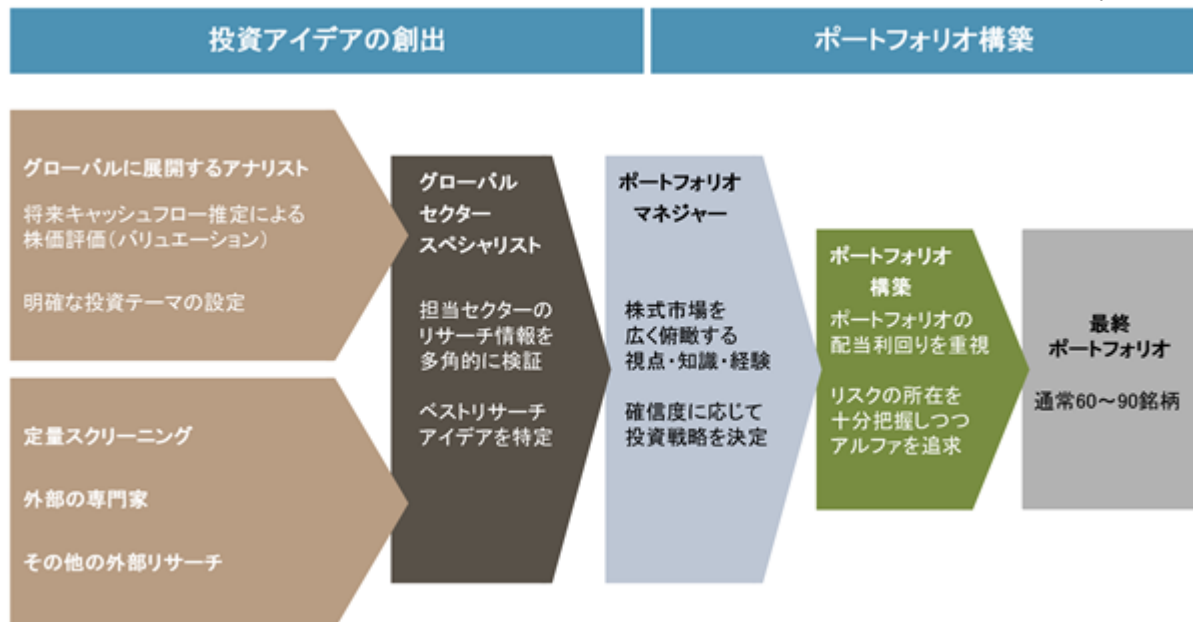 投資アイデアの創出
ポートフォリオ構築
グローバルに展開するアナリスト
将来キャッシュフロー推定による
株価評価(バリュエーション)
明確な投資テーマの設定
定量スクリーニング
外部の専門家
その他の外部リサーチ
グローバル
セクター
スペシャリスト
担当セクターの
リサーチ情報を
多角的に検証
ベストリサーチ
アイデアを特定
ポートフォリオ
マネジャー
株式市場を
広く俯瞰する
視点・知識・経験
確信度に応じて
投資戦略を決定
ポートフォリオ
構築
ポートフォリオの
配当利回りを重視
リスクの所在を
十分把握しつつ
アルファを追求
最終
ポートフォリオ
通常60～90銘柄